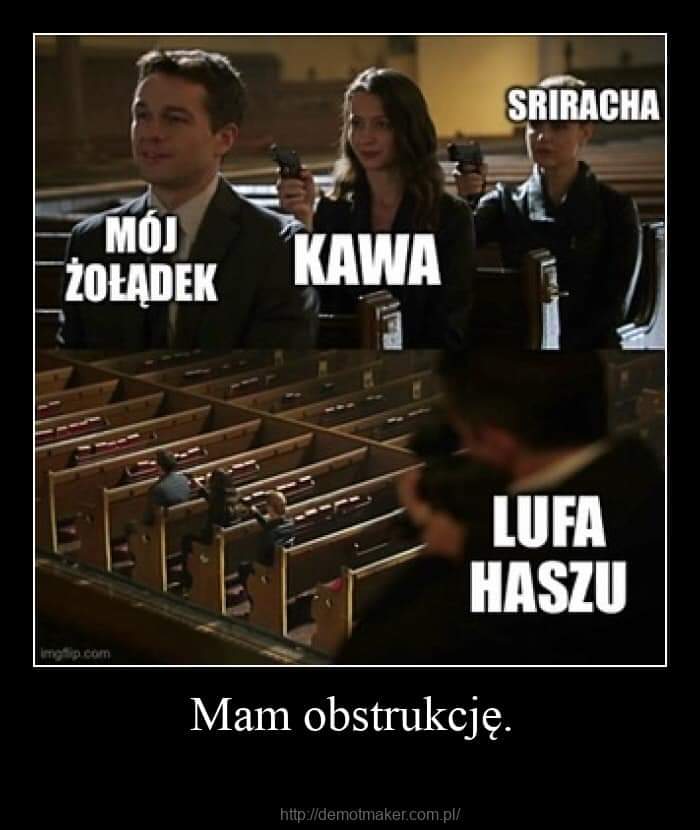 SRIRACHA
MÓJ
ŻOŁĄDEK
KAWA
LUFA
HASZU
imgflip.com
Mam obstrukcję.
http://demotmaker.com.pl/